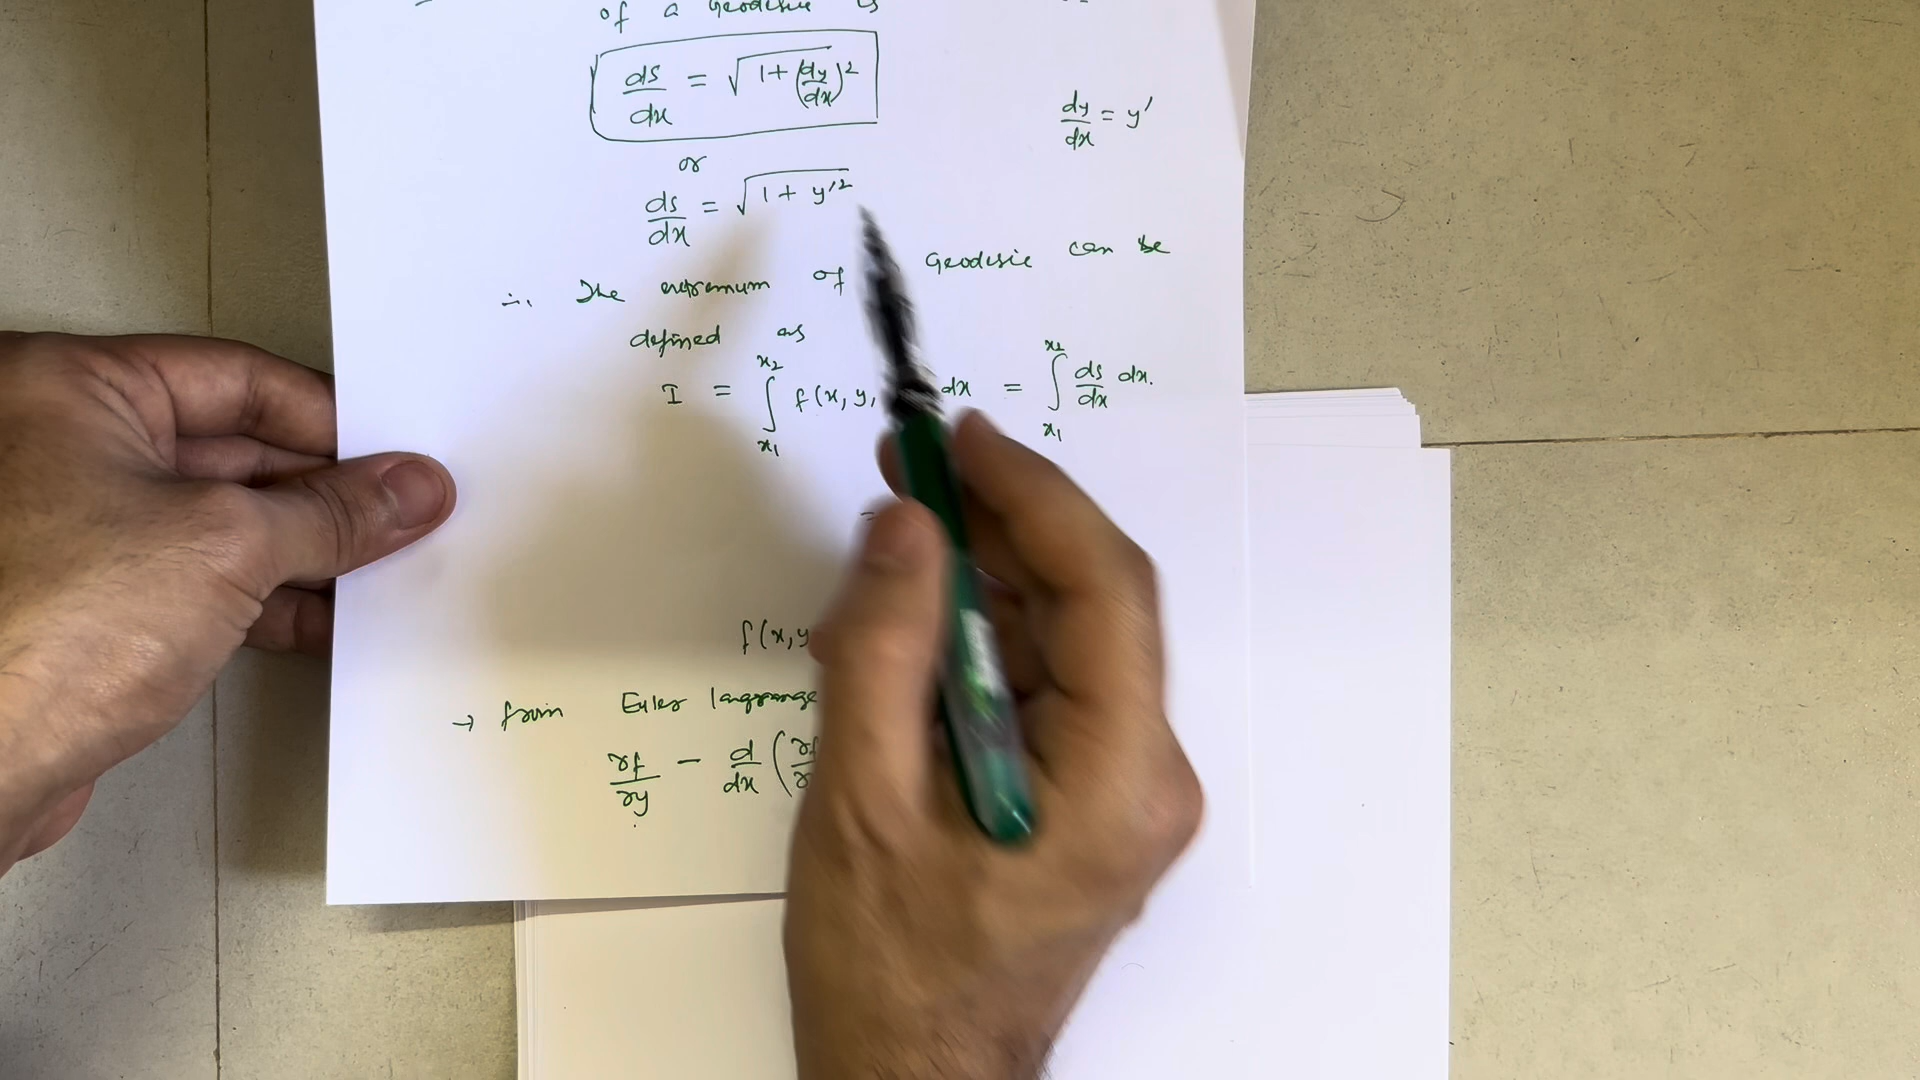 of a Geodesic is
ds/dx = √(1+(dy/dx)²)
dy/dx = y'
or
ds/dx = √(1 + y'²)
∴ The extremum of Geodesic can be
defined as
I = ∫_{x₁}^{x₂} f(x, y, dx = ∫_{x₁}^{x₂} ds/dx dx.
=
f(x, y
→ from Euler lagrange
∂f/∂y − d/dx (∂f/∂